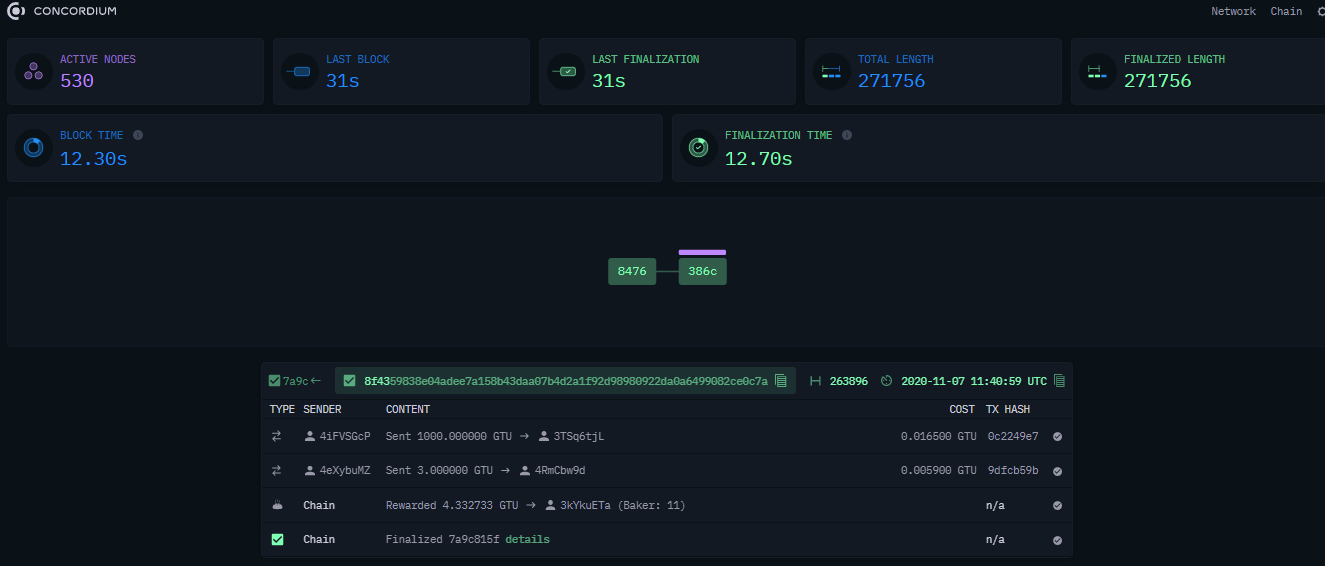 CONCORDIUM
Network Chain
ACTIVE NODES
530
LAST BLOCK
31s
LAST FINALIZATION
31s
TOTAL LENGTH
271756
FINALIZED LENGTH
271756
BLOCK TIME
12.30s
FINALIZATION TIME
12.70s
8476 386c
7a9c← 8f4359838e04adee7a158b43daa07b4d2a1f92d98980922da0a6499082ce0c7a 263896 2020-11-07 11:40:59 UTC
TYPE SENDER CONTENT COST TX HASH
4iFVSGcP Sent 1000.000000 GTU → 3TSq6tjL 0.016500 GTU 0c2249e7
4eXybuMZ Sent 3.000000 GTU → 4RmCbw9d 0.005900 GTU 9dfcb59b
Chain Rewarded 4.332733 GTU → 3kYkuETa (Baker: 11) n/a
Chain Finalized 7a9c815f details n/a